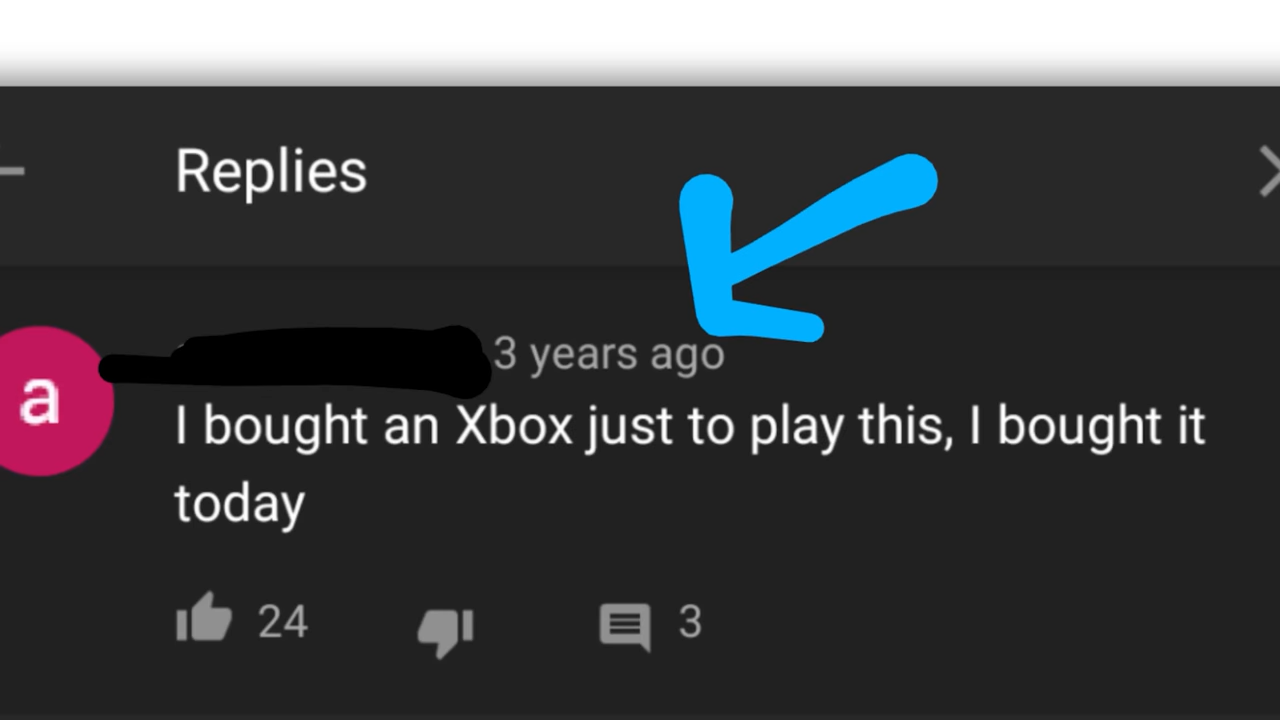 Replies
a
3 years ago
I bought an Xbox just to play this, I bought it
today
24
3